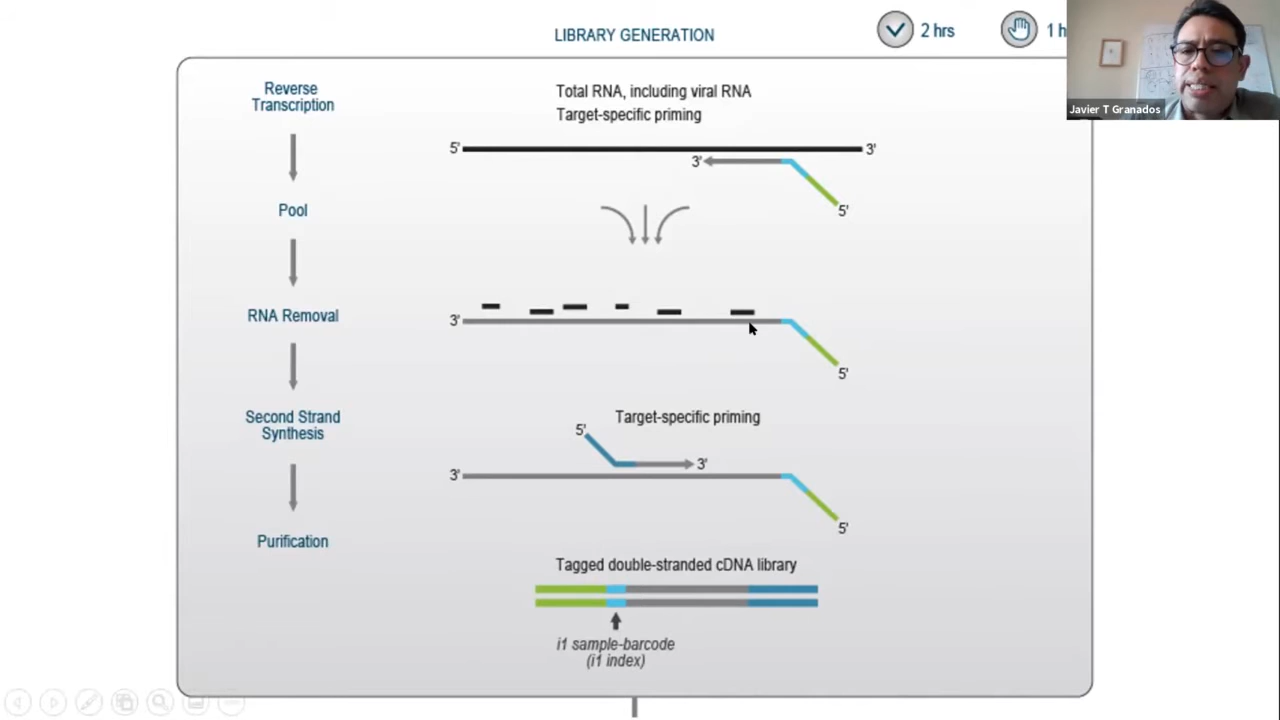 LIBRARY GENERATION
2 hrs
1 h
Javier T Granados
Reverse
Transcription
Pool
RNA Removal
Second Strand
Synthesis
Purification
Total RNA, including viral RNA
Target-specific priming
5'
3'
3'
5'
3'
5'
Target-specific priming
5'
3'
3'
5'
Tagged double-stranded cDNA library
i1 sample-barcode
(i1 index)